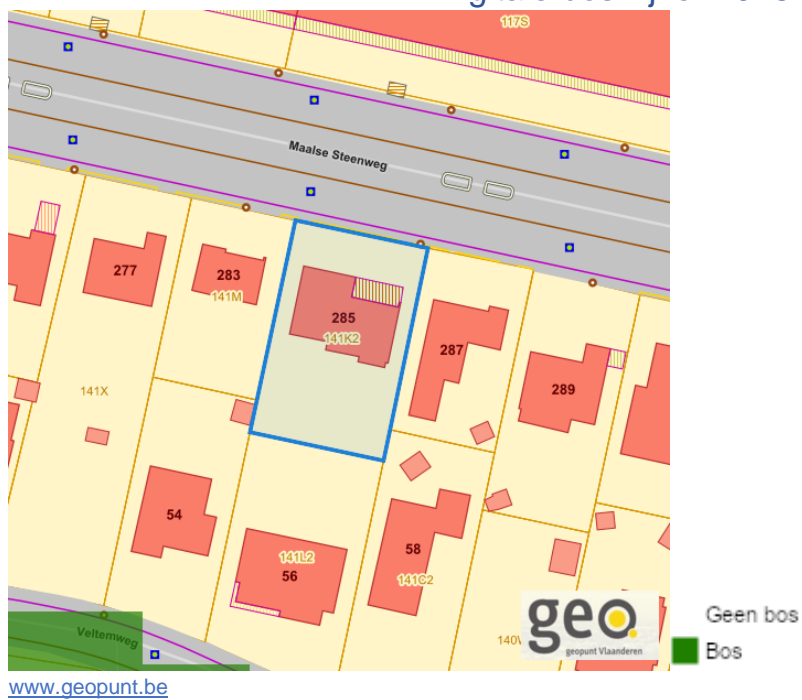 117S
Maalse Steenweg
277
283
141M
285
141K2
287
289
141X
54
141L2
56
58
141C2
Veltemweg
geo
geopunt Vlaanderen
Geen bos
Bos
www.geopunt.be